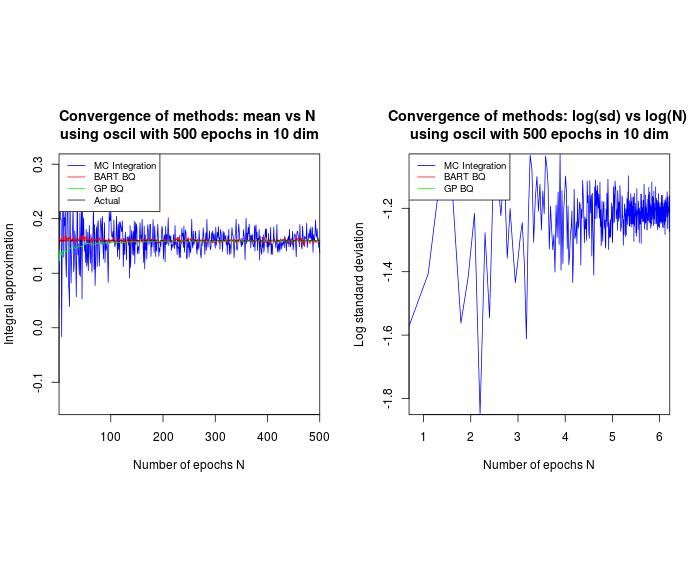 Convergence of methods: mean vs N
using oscil with 500 epochs in 10 dim
MC Integration
BART BQ
GP BQ
Actual
Integral approximation
0.3
0.2
0.1
0.0
-0.1
100
200
300
400
500
Number of epochs N
Convergence of methods: log(sd) vs log(N)
using oscil with 500 epochs in 10 dim
MC Integration
BART BQ
GP BQ
Log standard deviation
-1.2
-1.4
-1.6
-1.8
1
2
3
4
5
6
Number of epochs N